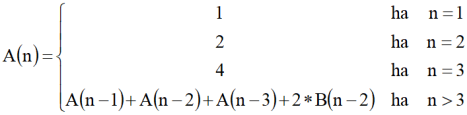 1 ha n = 1
2 ha n = 2
A(n) = 4 ha n = 3
A(n−1)+A(n−2)+A(n−3)+2*B(n−2) ha n > 3